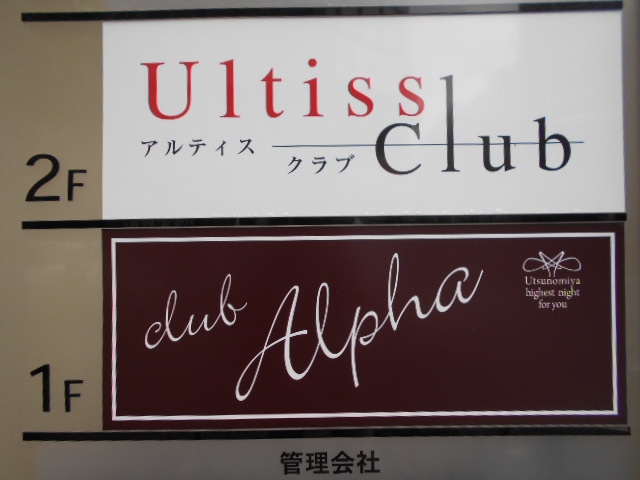 Ultiss
アルティス
クラブ Club
2F
club Alpha
Utsunomiya
highest night
for you
1F
管理会社